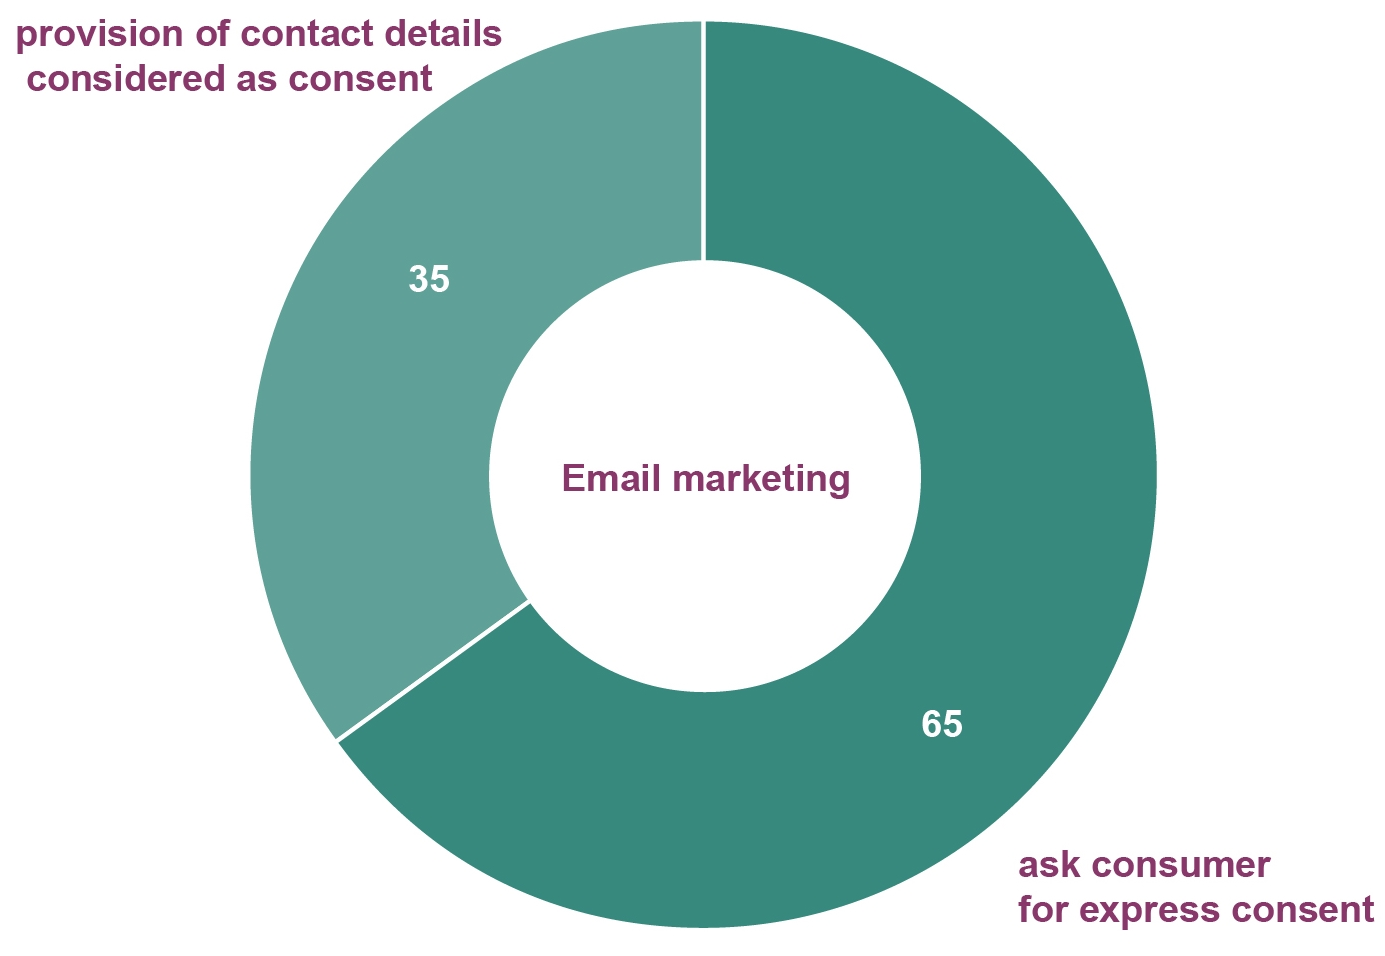 provision of contact details
considered as consent
35
Email marketing
65
ask consumer
for express consent